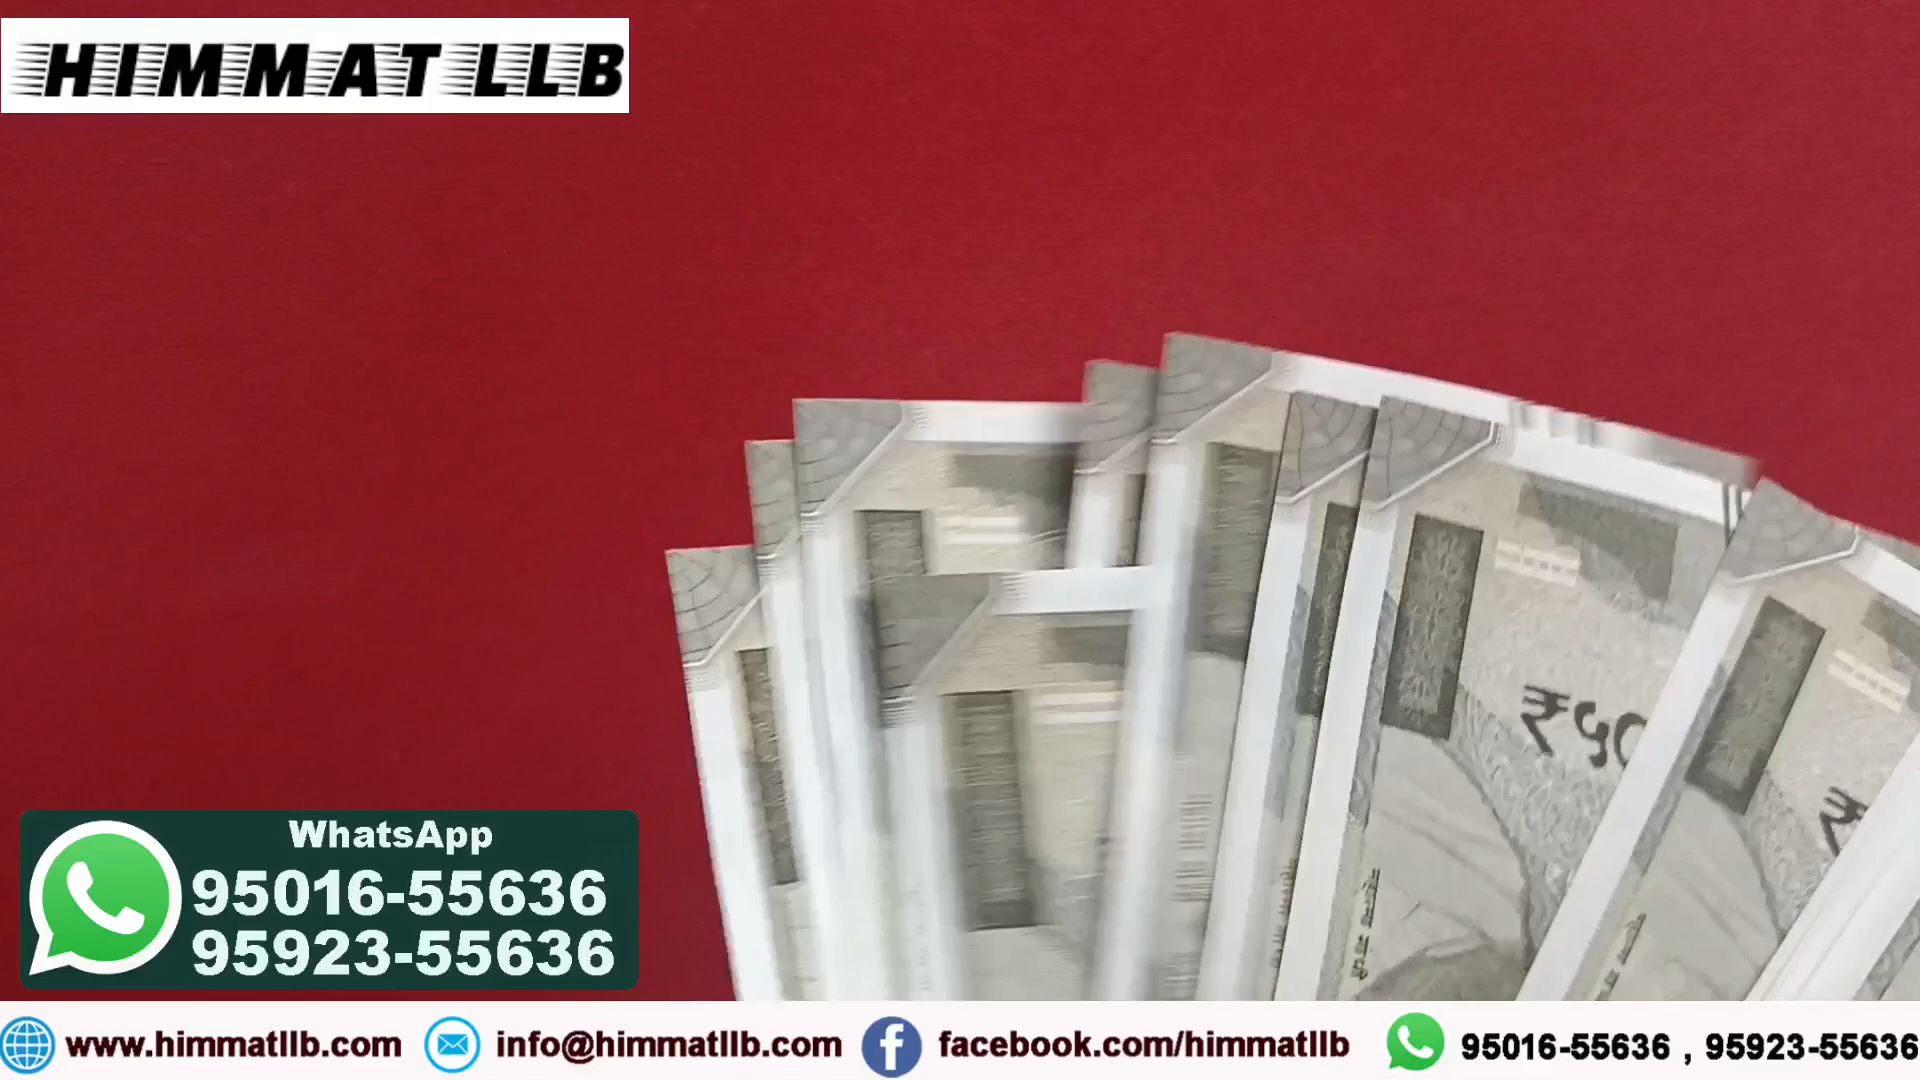 HIMMAT LLB
₹५०
₹
WhatsApp
95016-55636
95923-55636
www.himmatllb.com
info@himmatllb.com
facebook.com/himmatllb
95016-55636 , 95923-55636